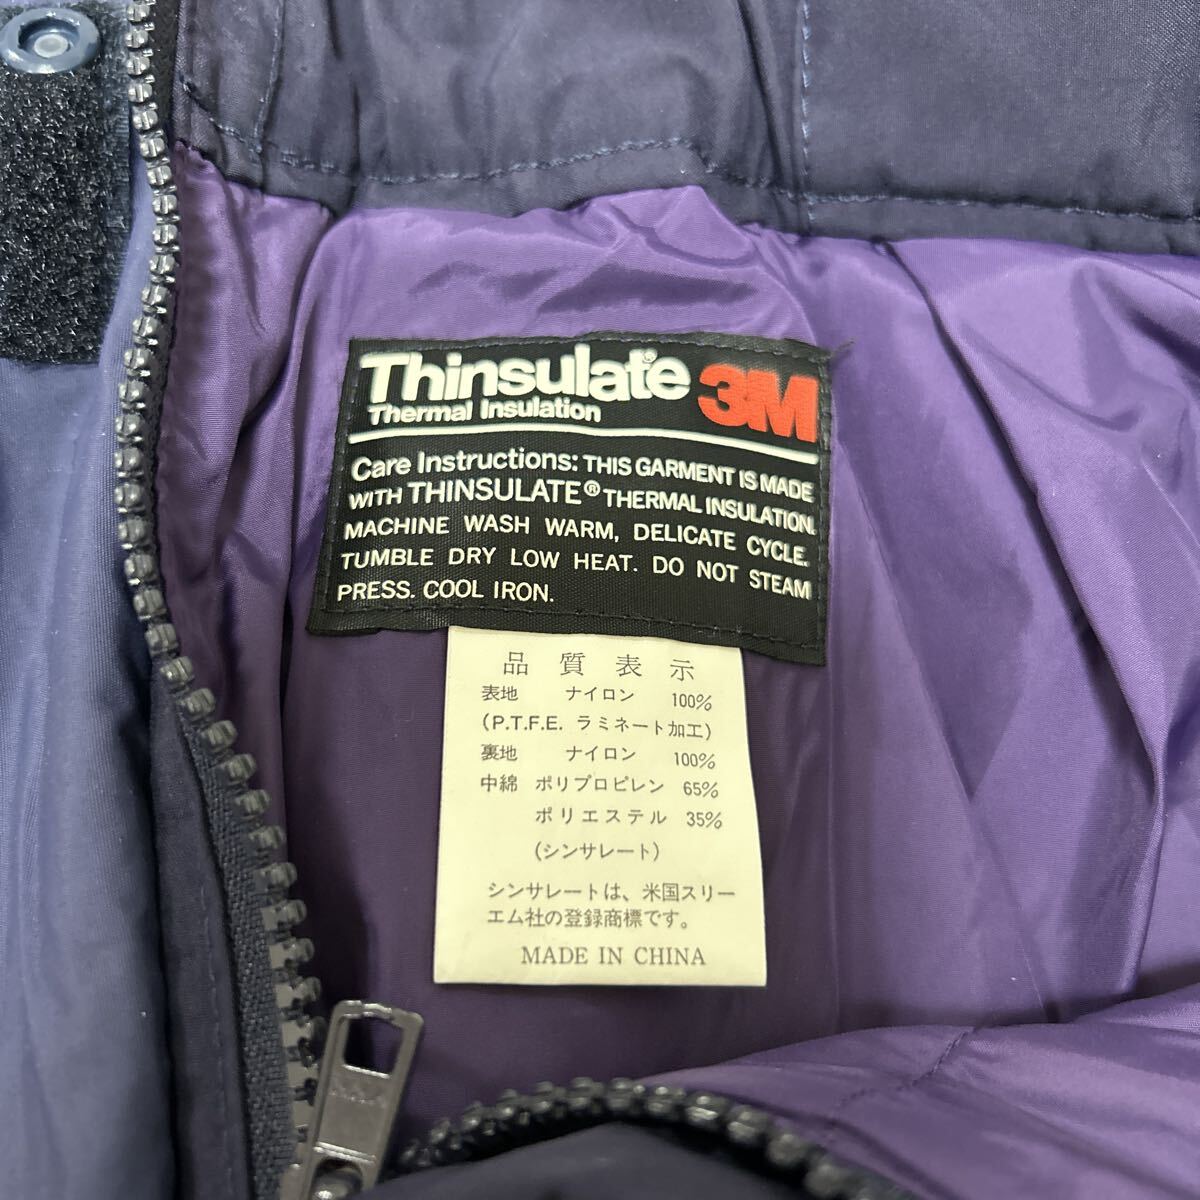 Thinsulate® 3M
Thermal Insulation
Care Instructions: THIS GARMENT IS MADE
WITH THINSULATE® THERMAL INSULATION.
MACHINE WASH WARM, DELICATE CYCLE.
TUMBLE DRY LOW HEAT. DO NOT STEAM
PRESS. COOL IRON.
品質表示
表地 ナイロン 100%
(P.T.F.E. ラミネート加工)
裏地 ナイロン 100%
中綿 ポリプロピレン 65%
ポリエステル 35%
(シンサレート)
シンサレートは、米国スリー
エム社の登録商標です。
MADE IN CHINA